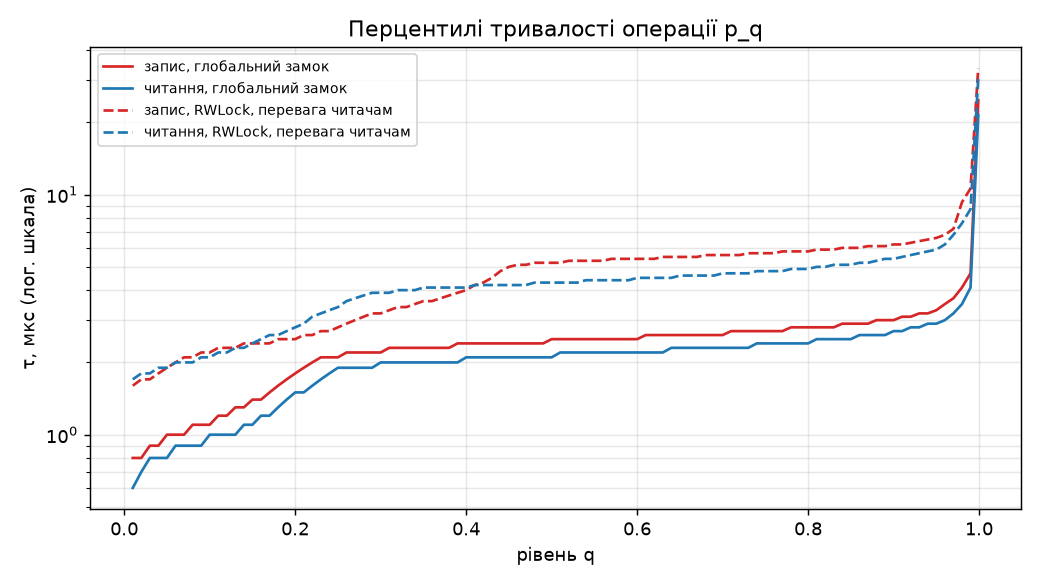 Перцентилі тривалості операції p_q
запис, глобальний замок
читання, глобальний замок
запис, RWLock, перевага читачам
читання, RWLock, перевага читачам
τ, мкс (лог. шкала)
10¹
10⁰
0.0 0.2 0.4 0.6 0.8 1.0
рівень q